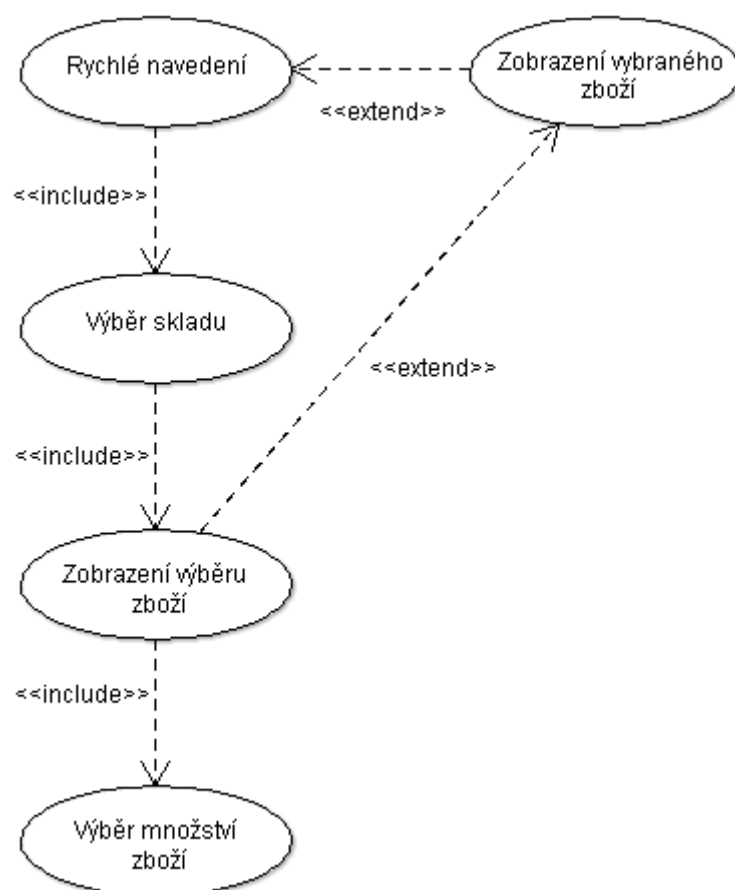 Rychlé navedení
Zobrazení vybraného
zboží
<<extend>>
<<include>>
Výběr skladu
<<extend>>
<<include>>
Zobrazení výběru
zboží
<<include>>
Výběr množství
zboží